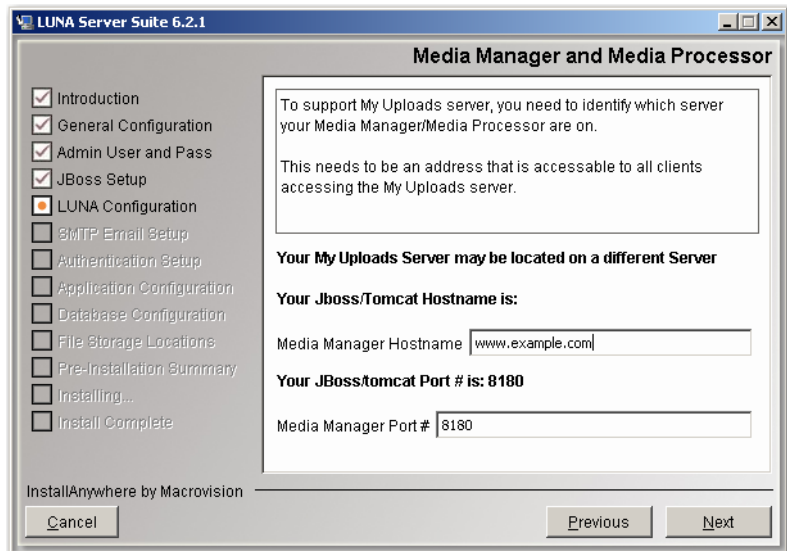 LUNA Server Suite 6.2.1
Media Manager and Media Processor
Introduction
General Configuration
Admin User and Pass
JBoss Setup
LUNA Configuration
SMTP Email Setup
Authentication Setup
Application Configuration
Database Configuration
File Storage Locations
Pre-Installation Summary
Installing...
Install Complete
To support My Uploads server, you need to identify which server
your Media Manager/Media Processor are on.
This needs to be an address that is accessable to all clients
accessing the My Uploads server.
Your My Uploads Server may be located on a different Server
Your Jboss/Tomcat Hostname is:
Media Manager Hostname www.example.com
Your JBoss/tomcat Port # is: 8180
Media Manager Port # 8180
InstallAnywhere by Macrovision
Cancel Previous Next